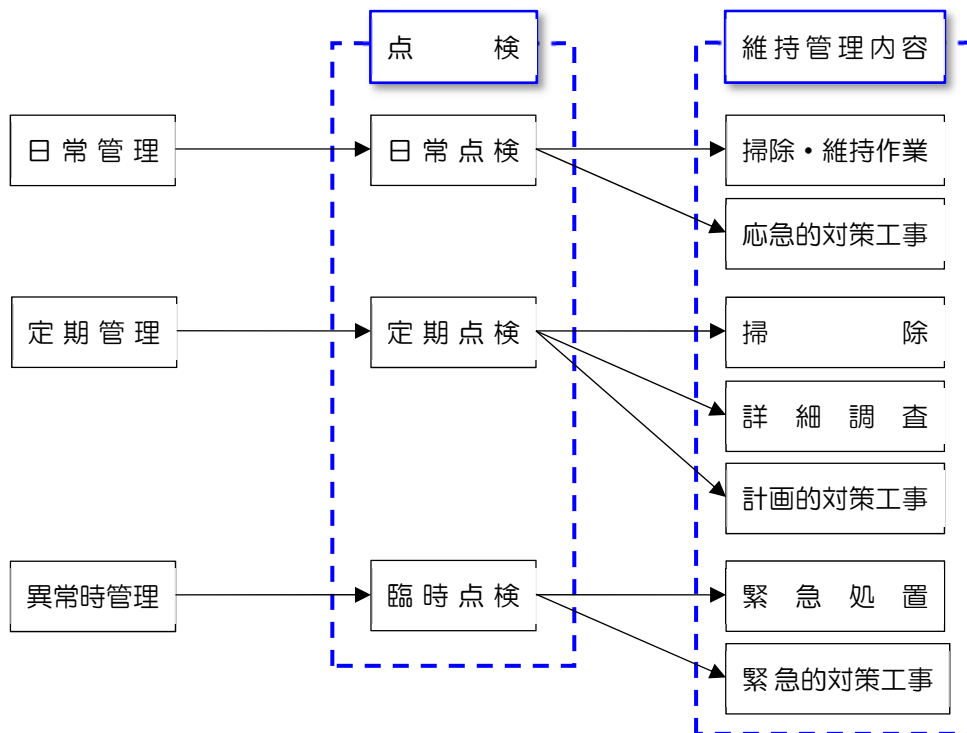 点検
維持管理内容
日常管理
日常点検
掃除・維持作業
応急的対策工事
定期管理
定期点検
掃除
詳細調査
計画的対策工事
異常時管理
臨時点検
緊急処置
緊急的対策工事